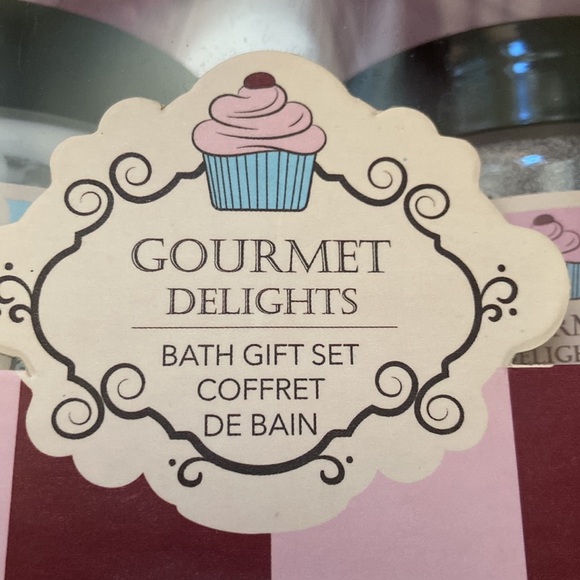 GOURMET
DELIGHTS
BATH GIFT SET
COFFRET
DE BAIN